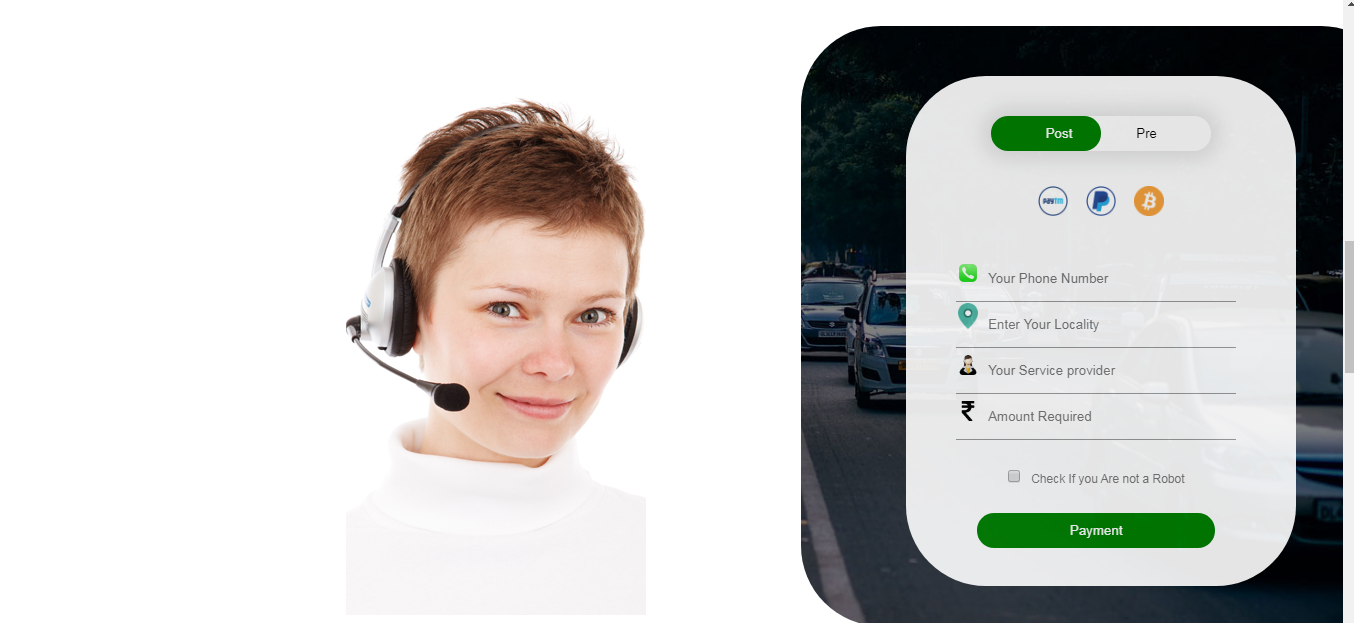 Post
Pre
paytm
Your Phone Number
Enter Your Locality
Your Service provider
Amount Required
Check If you Are not a Robot
Payment